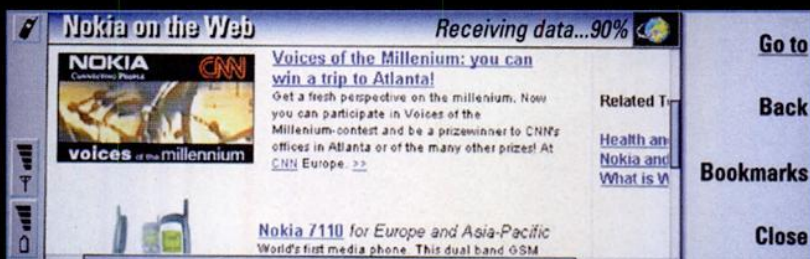 Nokia on the Web
Receiving data...90%
NOKIA
CONNECTING PEOPLE
CNN
voices of the millennium
Voices of the Millenium: you can
win a trip to Atlanta!
Get a fresh perspective on the millenium. Now
you can participate in Voices of the
Millenium-contest and be a prizewinner to CNN's
offices in Atlanta or of the many other prizes! At
CNN Europe. >>
Nokia 7110 for Europe and Asia-Pacific
World's first media phone. This dual band GSM
Related
Health
Nokia and
What is
Go to
Back
Bookmarks
Close